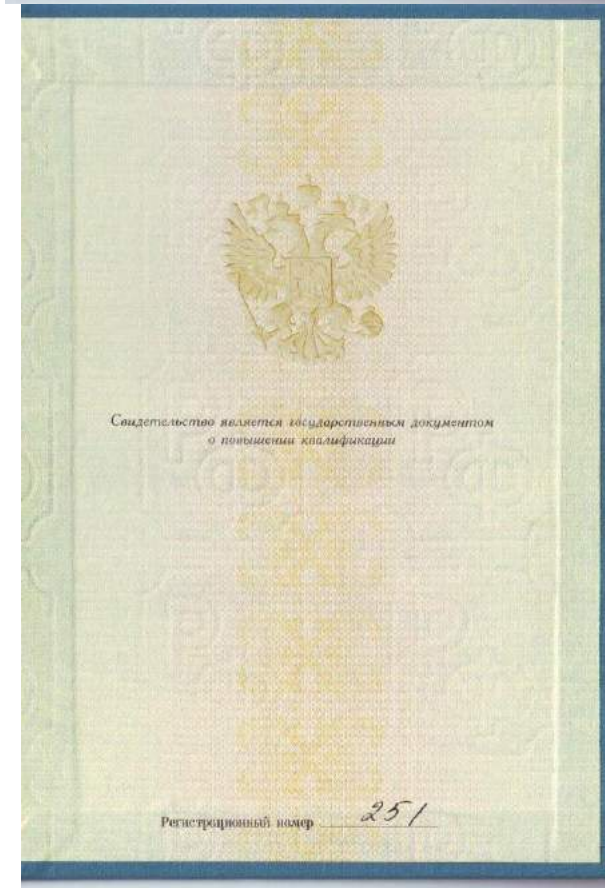 Свидетельство является государственным документом
о повышении квалификации
Регистрационный номер 251